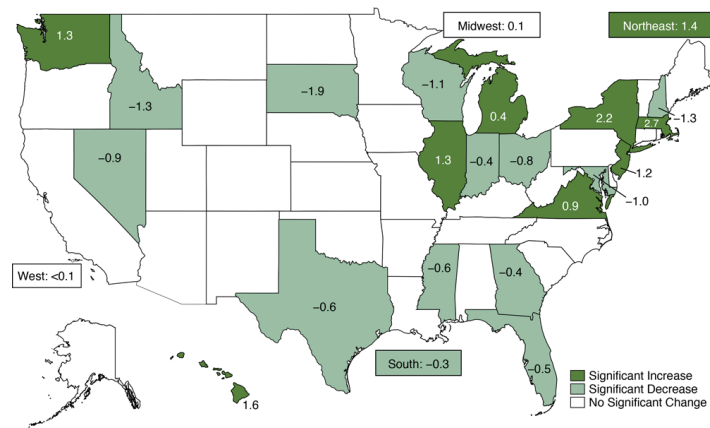 Midwest: 0.1
Northeast: 1.4
1.3
−1.3
−1.9
−1.1
0.4
2.2
2.7
−1.3
−0.9
1.3
−0.4
−0.8
1.2
−1.0
0.9
West: <0.1
−0.6
−0.6
−0.4
South: −0.3
−0.5
1.6
Significant Increase
Significant Decrease
No Significant Change